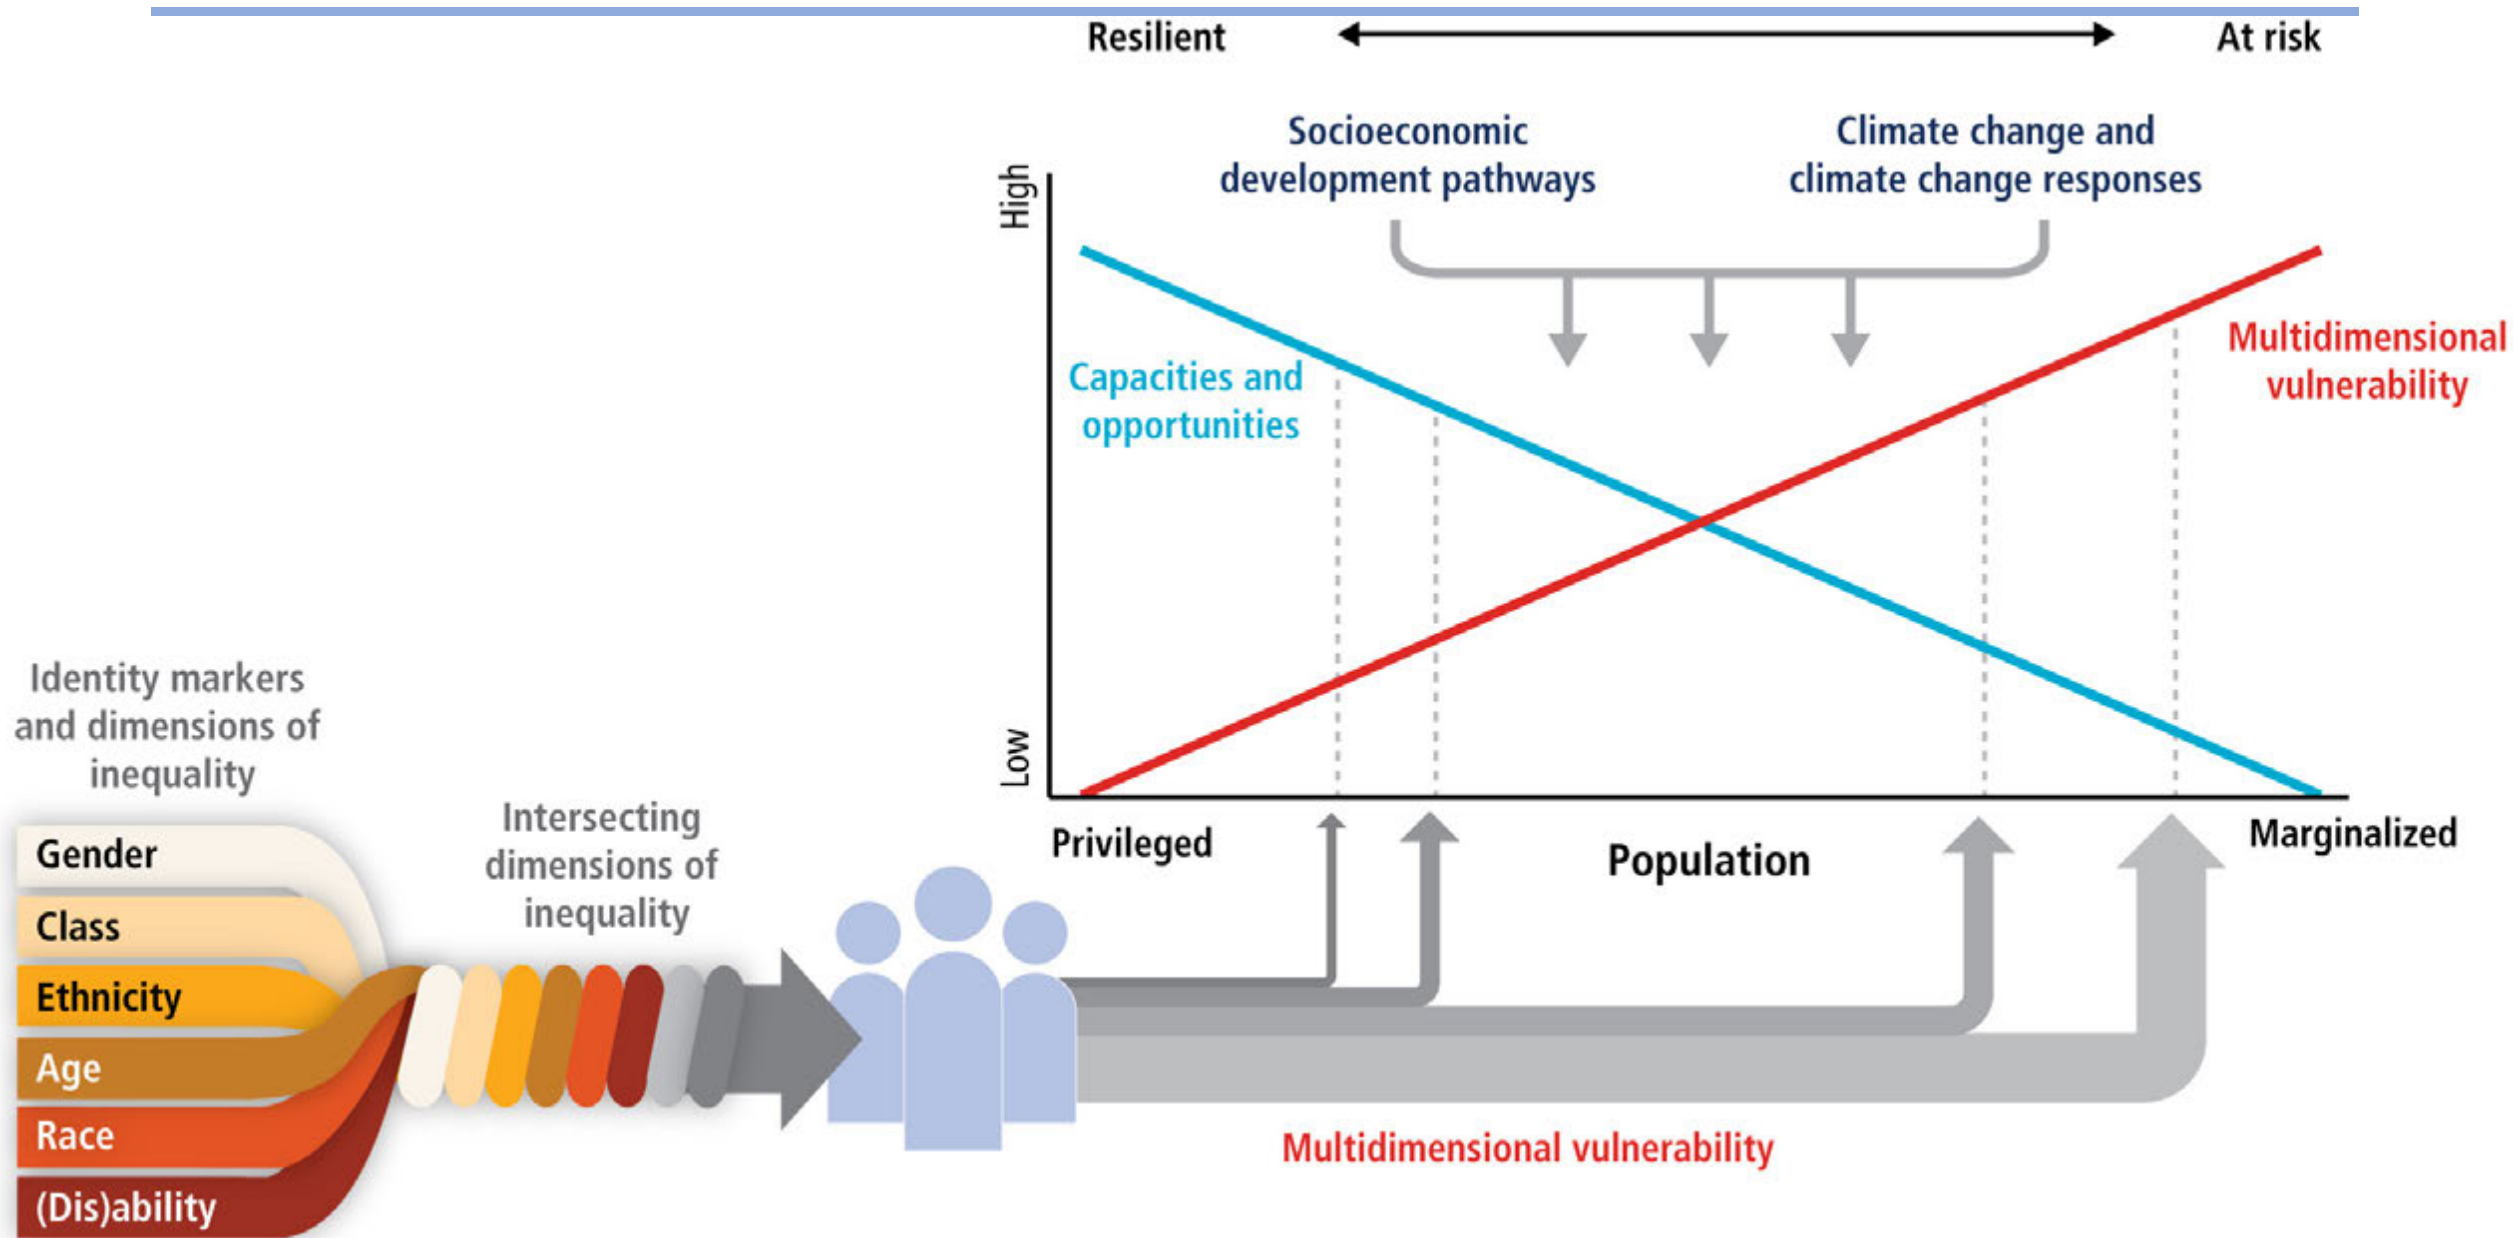 Resilient
At risk
Socioeconomic
development pathways
Climate change and
climate change responses
High
Low
Capacities and
opportunities
Multidimensional
vulnerability
Privileged
Population
Marginalized
Identity markers
and dimensions of
inequality
Gender
Class
Ethnicity
Age
Race
(Dis)ability
Intersecting
dimensions of
inequality
Multidimensional vulnerability